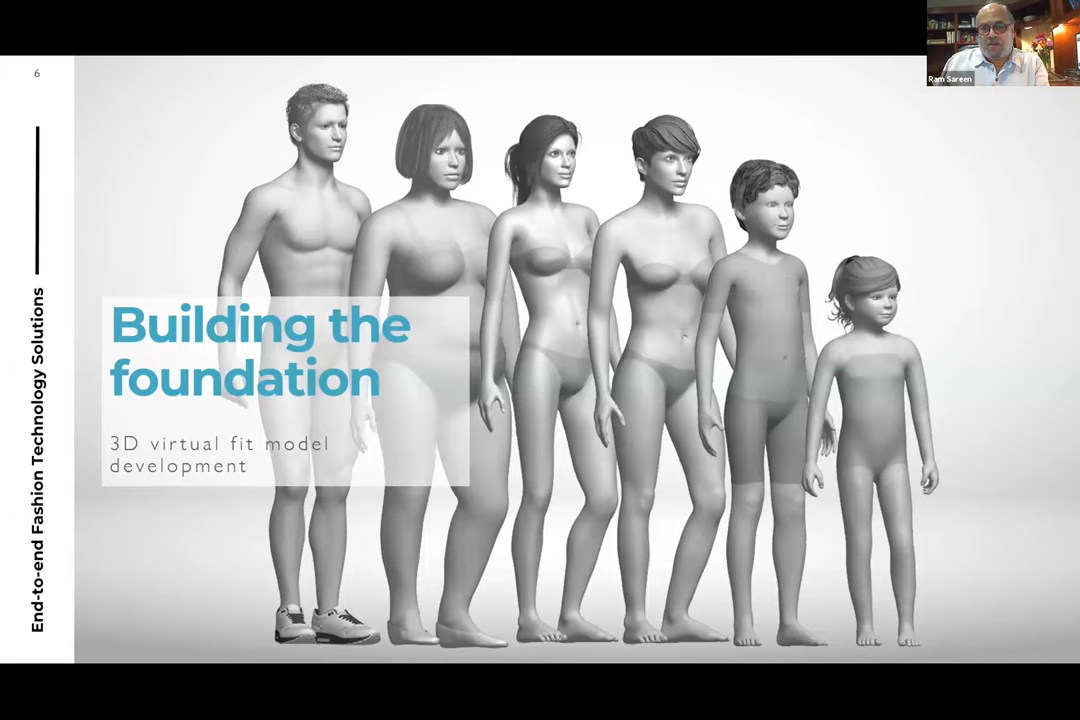 6
End-to-end Fashion Technology Solutions
Building the
foundation
3D virtual fit model
development
Ram Sareen